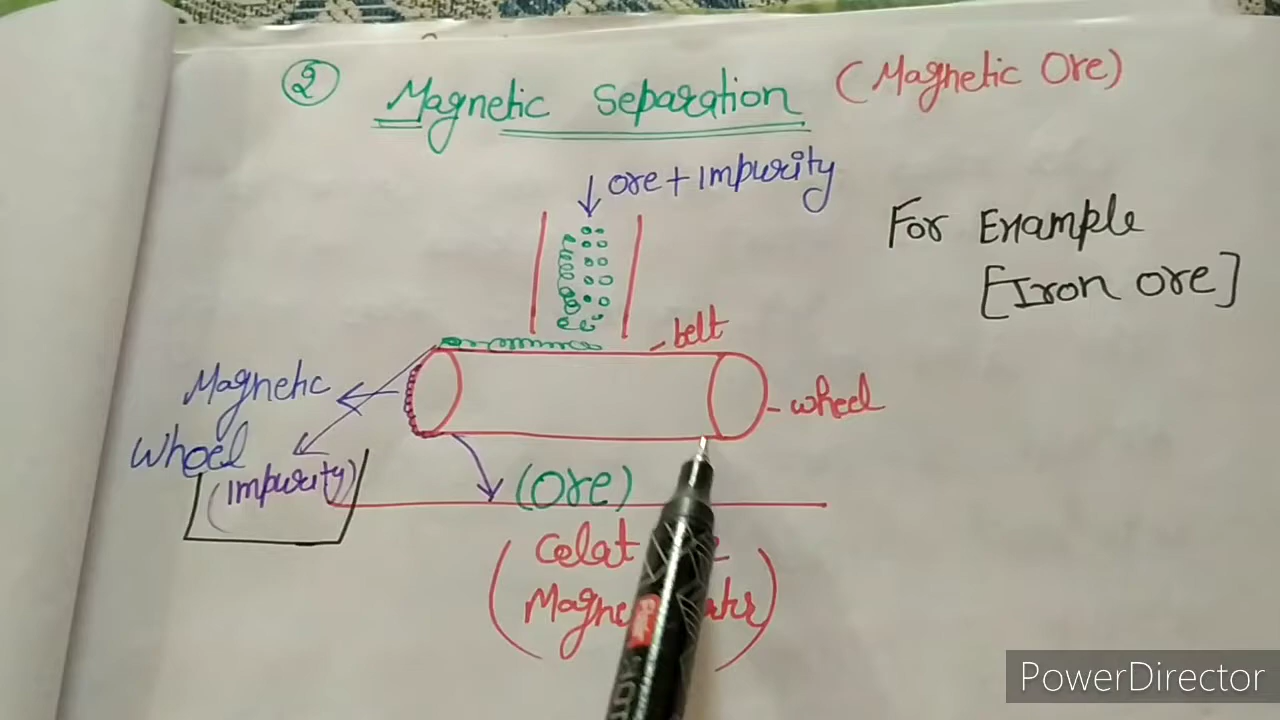 2 Magnetic Separation (Magnetic Ore)
ore + Impurity
For Example
[Iron ore]
belt
Magnetic
wheel
wheel
(Impurity)
(Ore)
PowerDirector